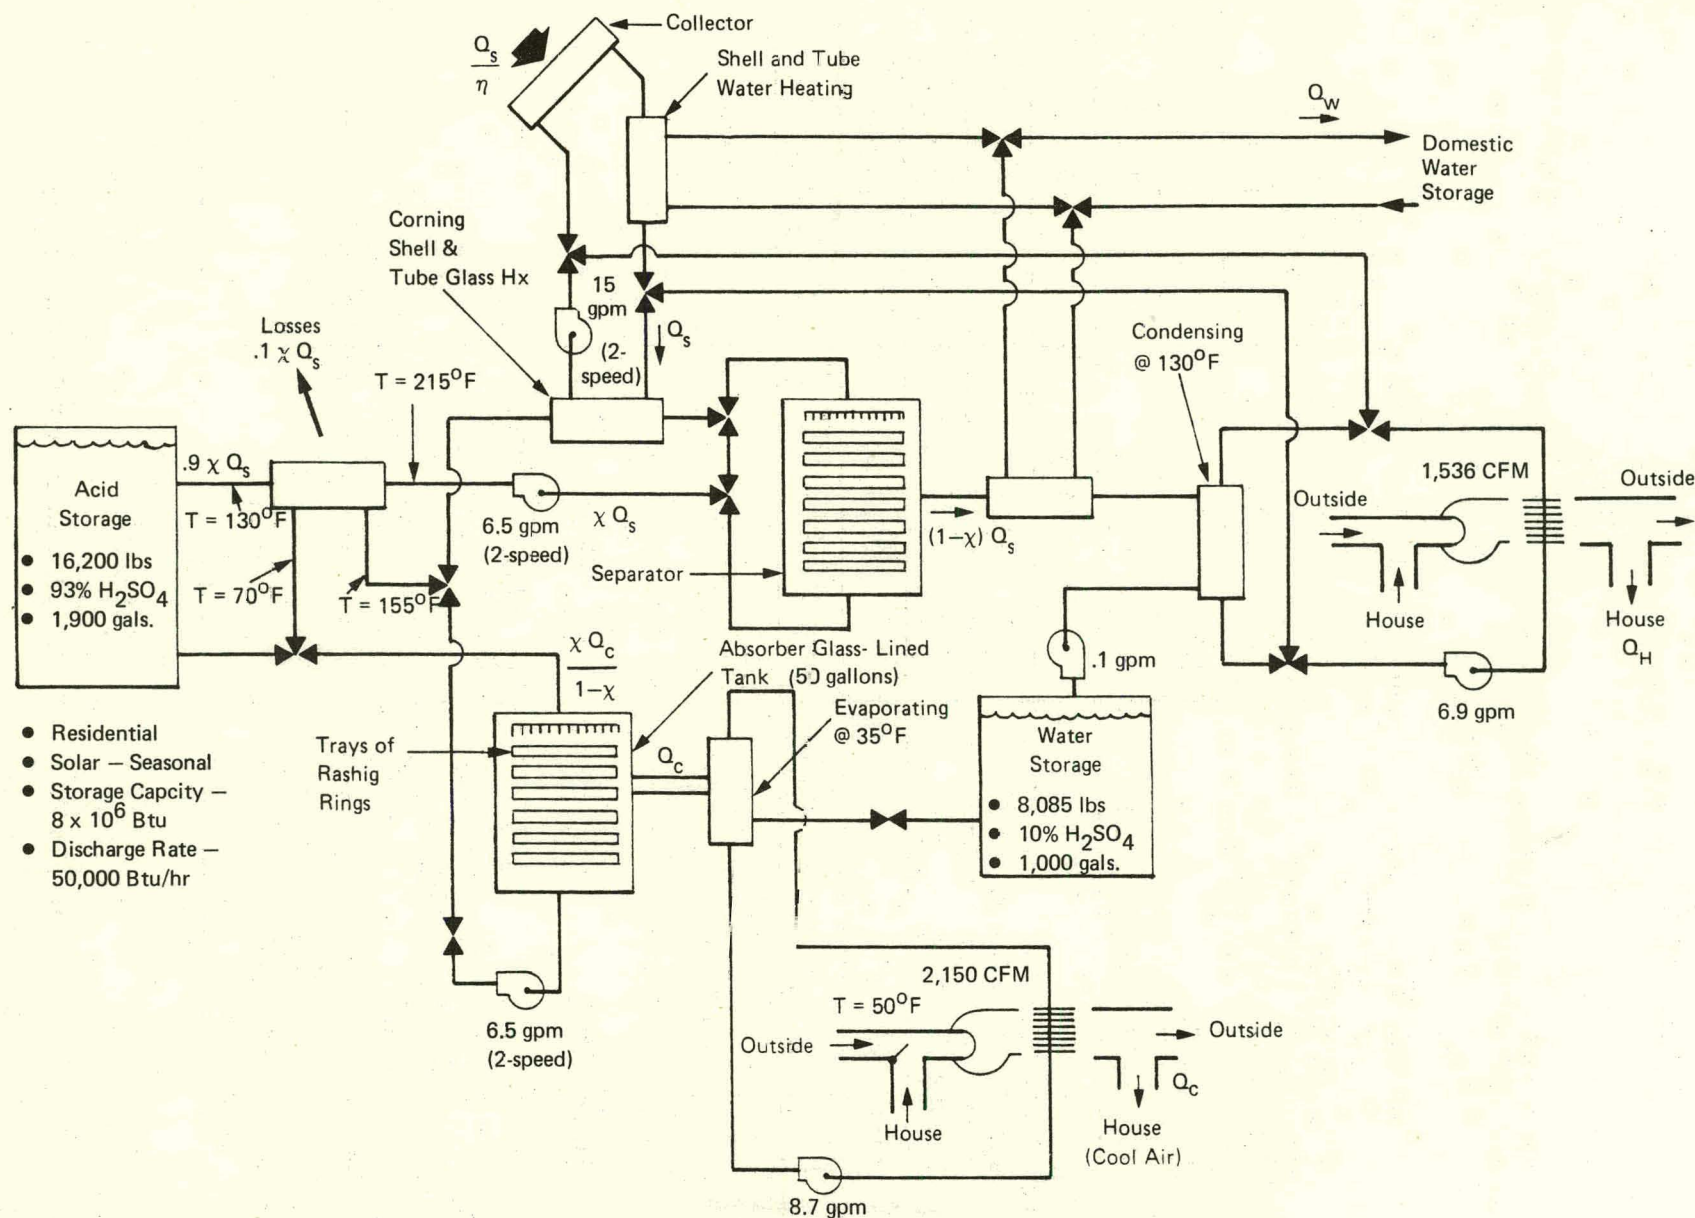 Collector
Q_s
η
Shell and Tube
Water Heating
Q_W
Domestic
Water
Storage
Corning
Shell &
Tube Glass Hx
15
gpm
(2-
speed)
Q_s
Losses
.1 χ Q_s
T = 215°F
Condensing
@ 130°F
.9 χ Q_s
T = 130°F
Acid
Storage
• 16,200 lbs
• 93% H₂SO₄
• 1,900 gals.
T = 70°F
T = 155°F
6.5 gpm
(2-speed)
χ Q_s
Separator
(1-χ) Q_s
1,536 CFM
Outside
Outside
House
House
Q_H
.1 gpm
6.9 gpm
χ Q_c
1-χ
Absorber Glass-Lined
Tank (50 gallons)
Evaporating
@ 35°F
Water
Storage
• 8,085 lbs
• 10% H₂SO₄
• 1,000 gals.
• Residential
• Solar — Seasonal
• Storage Capcity —
8 x 10⁶ Btu
• Discharge Rate —
50,000 Btu/hr
Trays of
Rashig
Rings
Q_c
6.5 gpm
(2-speed)
2,150 CFM
T = 50°F
Outside
Outside
Q_c
House
House
(Cool Air)
8.7 gpm